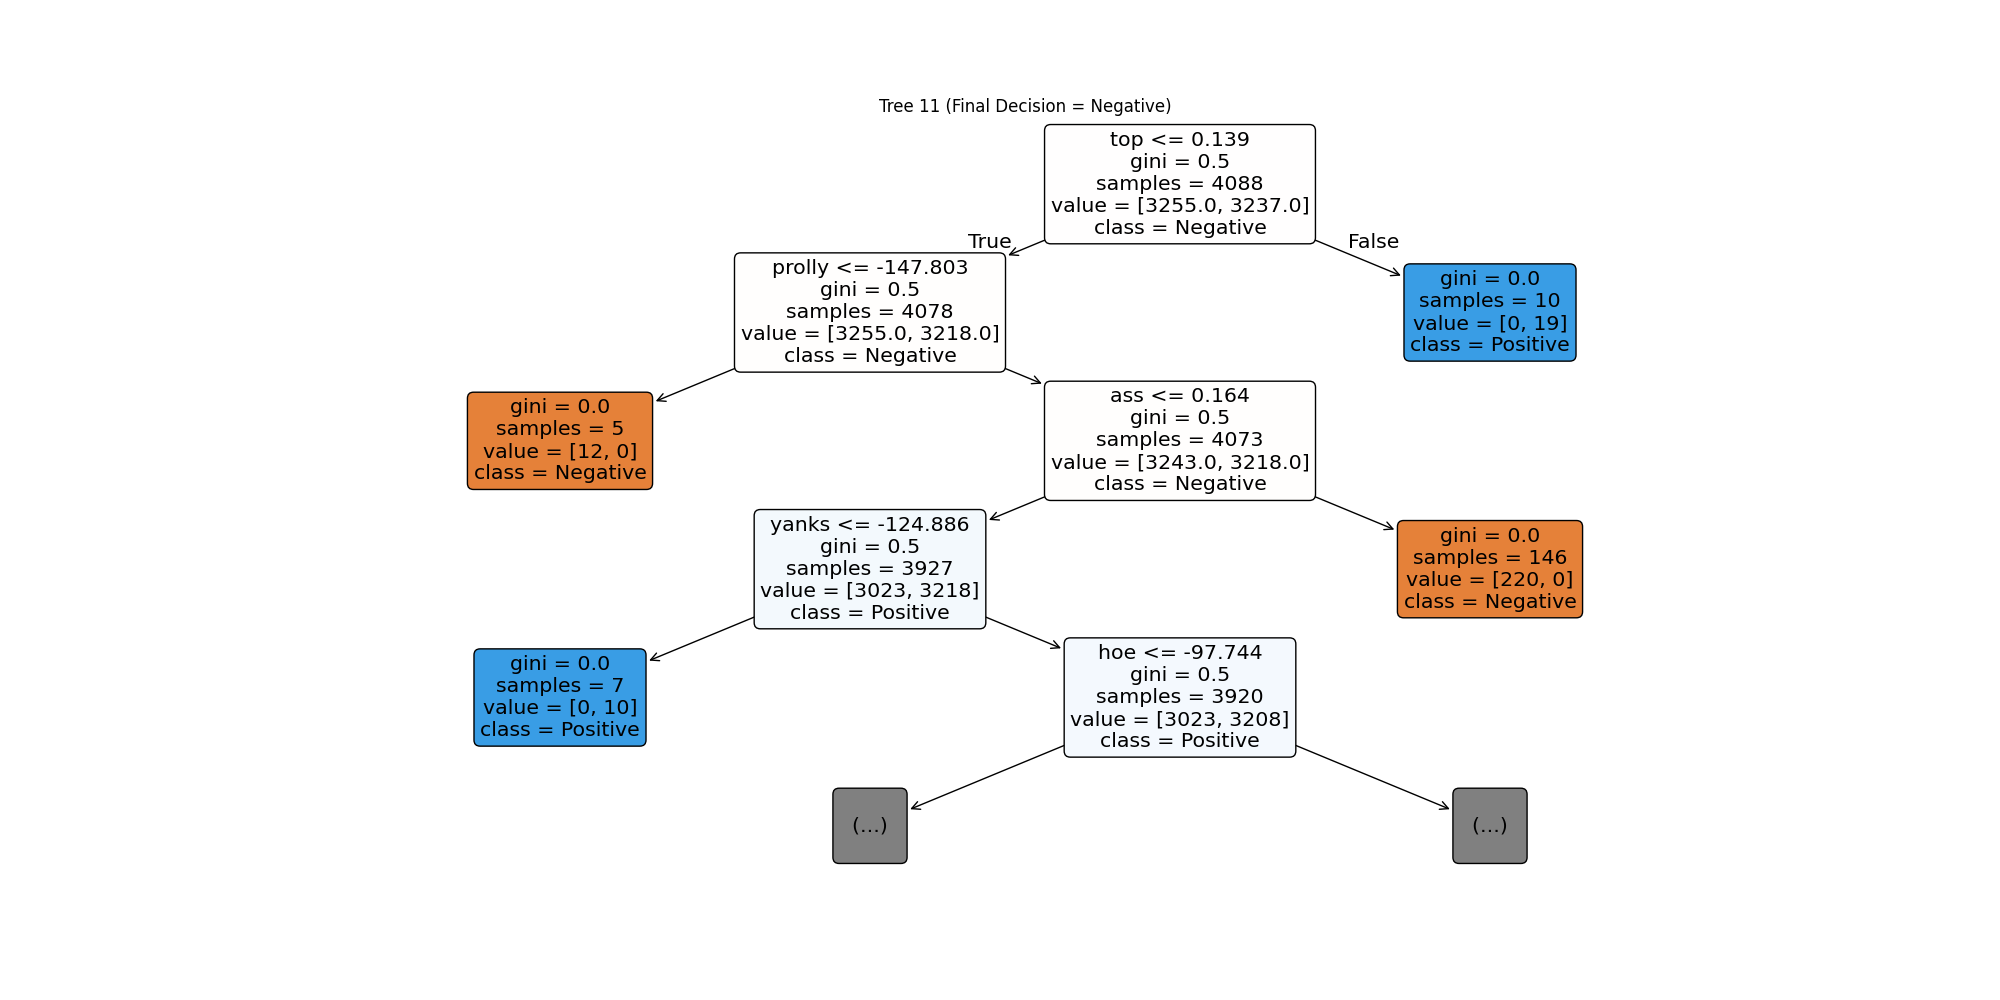 Tree 11 (Final Decision = Negative)
top <= 0.139
gini = 0.5
samples = 4088
value = [3255.0, 3237.0]
class = Negative
True
False
prolly <= -147.803
gini = 0.5
samples = 4078
value = [3255.0, 3218.0]
class = Negative
gini = 0.0
samples = 10
value = [0, 19]
class = Positive
gini = 0.0
samples = 5
value = [12, 0]
class = Negative
ass <= 0.164
gini = 0.5
samples = 4073
value = [3243.0, 3218.0]
class = Negative
yanks <= -124.886
gini = 0.5
samples = 3927
value = [3023, 3218]
class = Positive
gini = 0.0
samples = 146
value = [220, 0]
class = Negative
gini = 0.0
samples = 7
value = [0, 10]
class = Positive
hoe <= -97.744
gini = 0.5
samples = 3920
value = [3023, 3208]
class = Positive
(...)
(...)